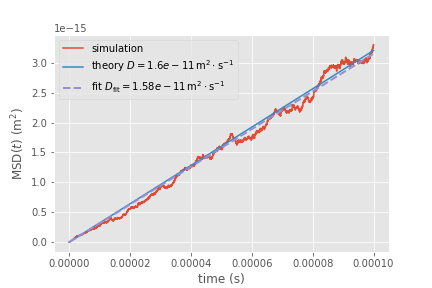 1e−15
simulation
theory D = 1.6e − 11 m² · s⁻¹
fit D_fit = 1.58e − 11 m² · s⁻¹
3.0
2.5
2.0
1.5
1.0
0.5
0.0
MSD(t) (m²)
0.00000 0.00002 0.00004 0.00006 0.00008 0.00010
time (s)